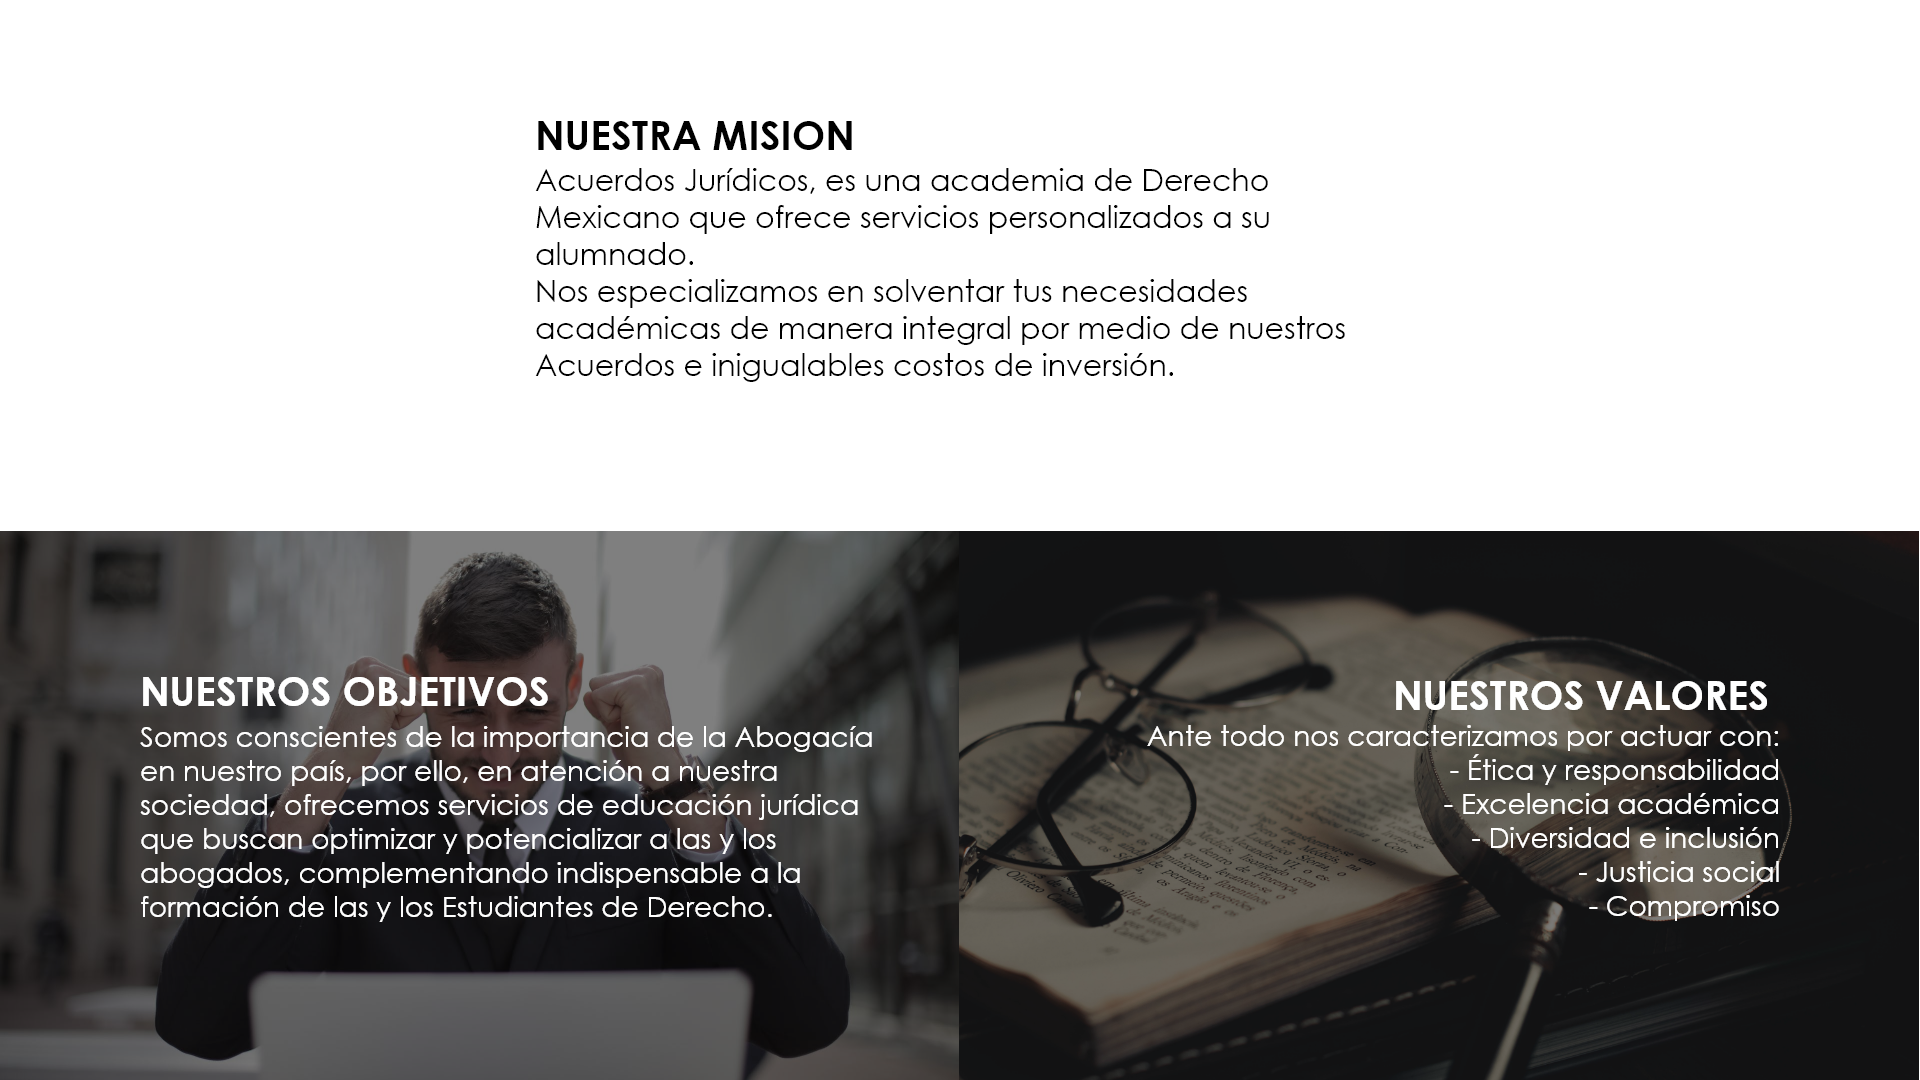 NUESTRA MISION
Acuerdos Jurídicos, es una academia de Derecho
Mexicano que ofrece servicios personalizados a su
alumnado.
Nos especializamos en solventar tus necesidades
académicas de manera integral por medio de nuestros
Acuerdos e inigualables costos de inversión.
NUESTROS OBJETIVOS
Somos conscientes de la importancia de la Abogacía
en nuestro país, por ello, en atención a nuestra
sociedad, ofrecemos servicios de educación jurídica
que buscan optimizar y potencializar a las y los
abogados, complementando indispensable a la
formación de las y los Estudiantes de Derecho.
NUESTROS VALORES
Ante todo nos caracterizamos por actuar con:
- Ética y responsabilidad
- Excelencia académica
- Diversidad e inclusión
- Justicia social
- Compromiso